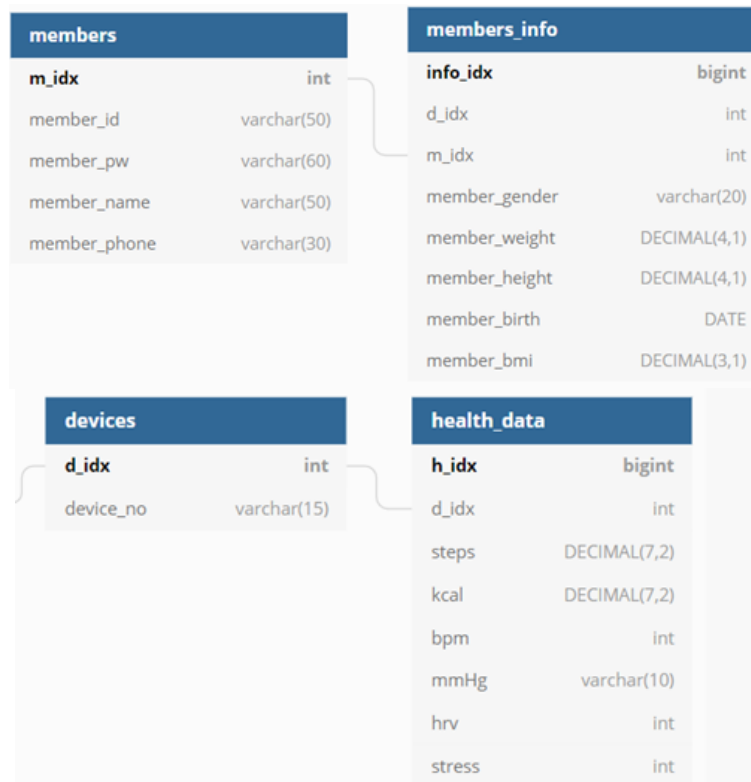 members
m_idx int
member_id varchar(50)
member_pw varchar(60)
member_name varchar(50)
member_phone varchar(30)
members_info
info_idx bigint
d_idx int
m_idx int
member_gender varchar(20)
member_weight DECIMAL(4,1)
member_height DECIMAL(4,1)
member_birth DATE
member_bmi DECIMAL(3,1)
devices
d_idx int
device_no varchar(15)
health_data
h_idx bigint
d_idx int
steps DECIMAL(7,2)
kcal DECIMAL(7,2)
bpm int
mmHg varchar(10)
hrv int
stress int